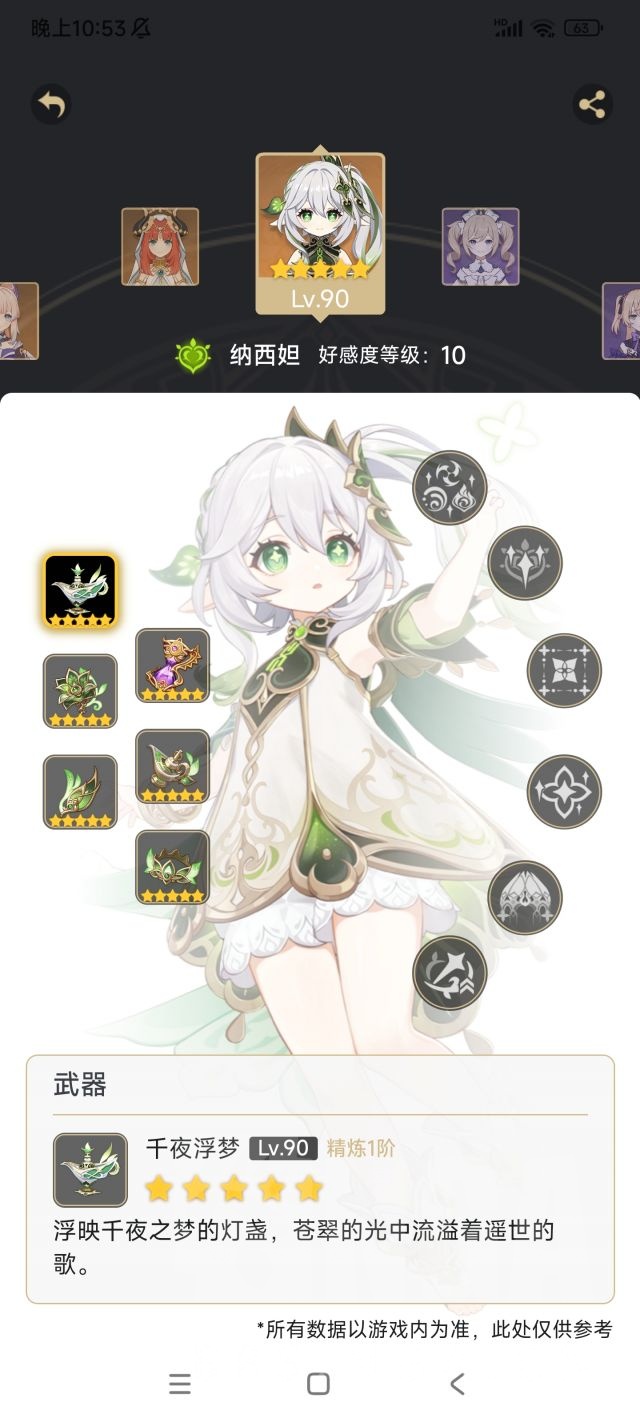 晚上10:53
HD
63
Lv.90
纳西妲 好感度等级：10
武器
千夜浮梦 Lv.90 精炼1阶
浮映千夜之梦的灯盏，苍翠的光中流溢着遥世的
歌。
*所有数据以游戏内为准，此处仅供参考